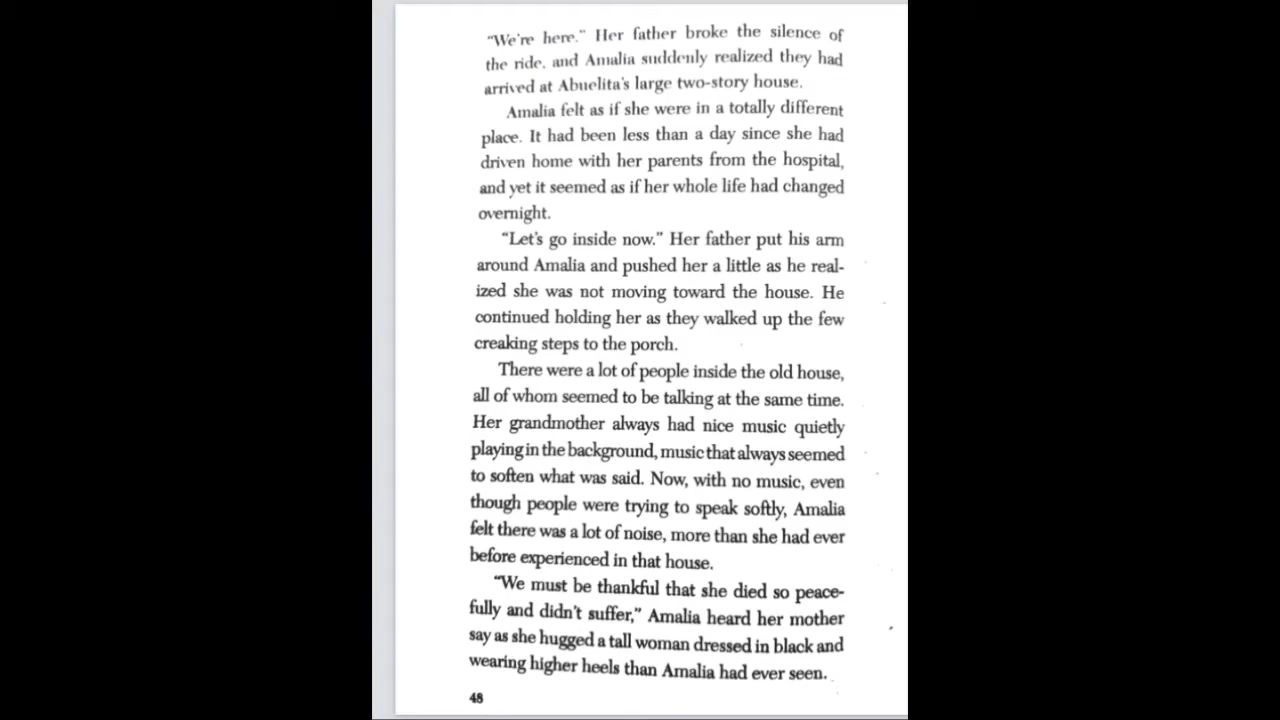 "We're here." Her father broke the silence of
the ride, and Amalia suddenly realized they had
arrived at Abuelita's large two-story house.
Amalia felt as if she were in a totally different
place. It had been less than a day since she had
driven home with her parents from the hospital,
and yet it seemed as if her whole life had changed
overnight.
"Let's go inside now." Her father put his arm
around Amalia and pushed her a little as he real-
ized she was not moving toward the house. He
continued holding her as they walked up the few
creaking steps to the porch.
There were a lot of people inside the old house,
all of whom seemed to be talking at the same time.
Her grandmother always had nice music quietly
playing in the background, music that always seemed
to soften what was said. Now, with no music, even
though people were trying to speak softly, Amalia
felt there was a lot of noise, more than she had ever
before experienced in that house.
"We must be thankful that she died so peace-
fully and didn't suffer," Amalia heard her mother
say as she hugged a tall woman dressed in black and
wearing higher heels than Amalia had ever seen.
48